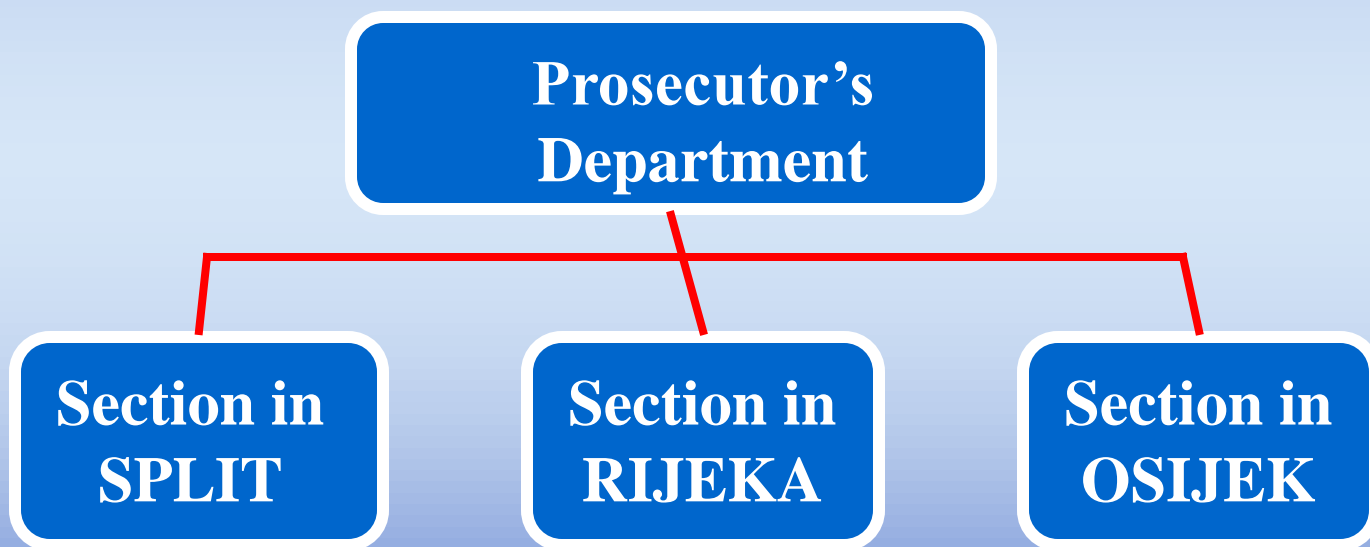 Prosecutor’s
Department
Section in
SPLIT
Section in
RIJEKA
Section in
OSIJEK